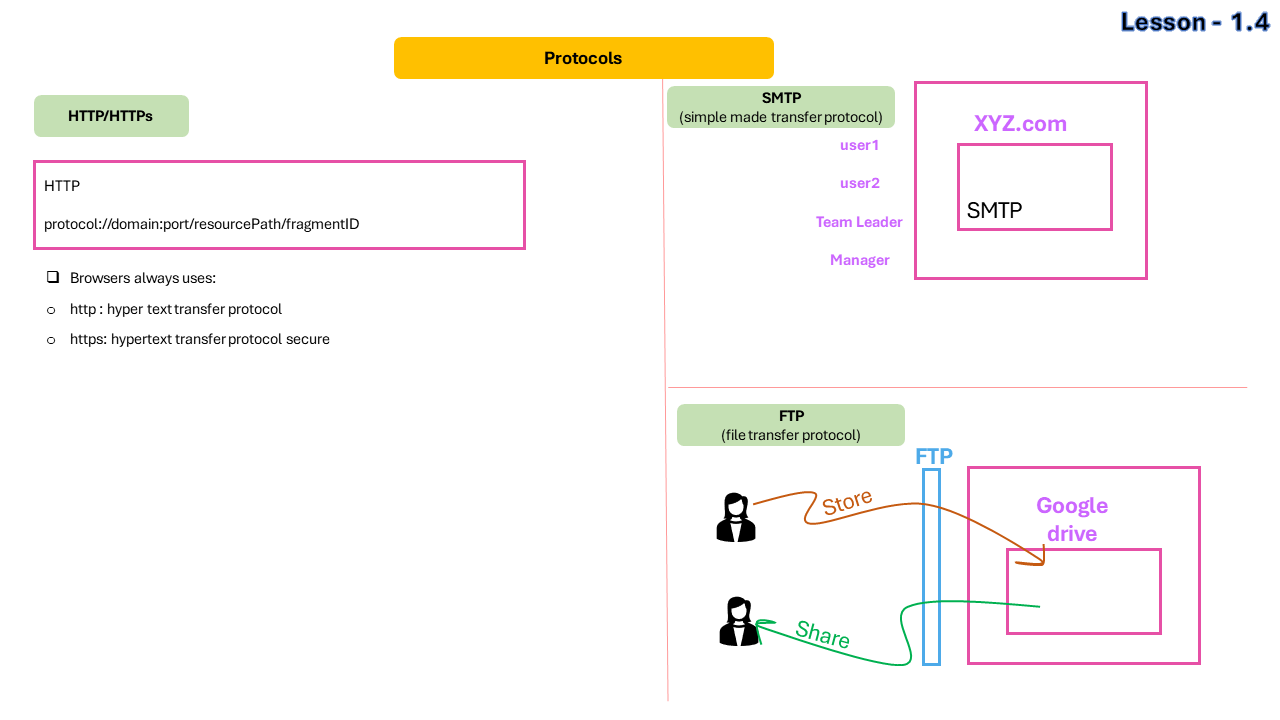 Lesson - 1.4
Protocols
HTTP/HTTPs
HTTP
protocol://domain:port/resourcePath/fragmentID
Browsers always uses:
http : hyper text transfer protocol
https: hypertext transfer protocol secure
SMTP
(simple made transfer protocol)
user1
user2
Team Leader
Manager
XYZ.com
SMTP
FTP
(file transfer protocol)
FTP
Store
Google
drive
Share